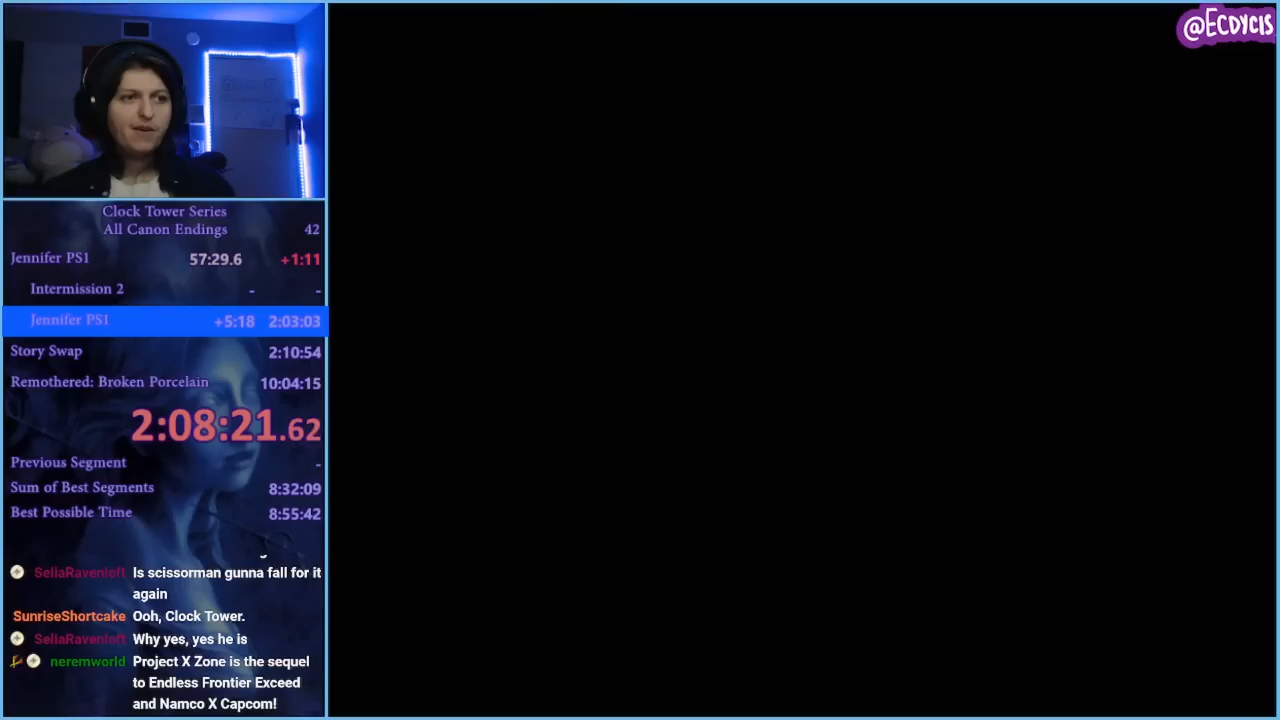 @ECDYCIS
Clock Tower Series
All Canon Endings 42
Jennifer PS1 57:29.6 +1:11
Intermission 2 - -
Jennifer PS1 +5:18 2:03:03
Story Swap 2:10:54
Remothered: Broken Porcelain 10:04:15
2:08:21.62
Previous Segment -
Sum of Best Segments 8:32:09
Best Possible Time 8:55:42
SeliaRavenloft Is scissorman gunna fall for it
again
SunriseShortcake Ooh, Clock Tower.
SeliaRavenloft Why yes, yes he is
neremworld Project X Zone is the sequel
to Endless Frontier Exceed
and Namco X Capcom!